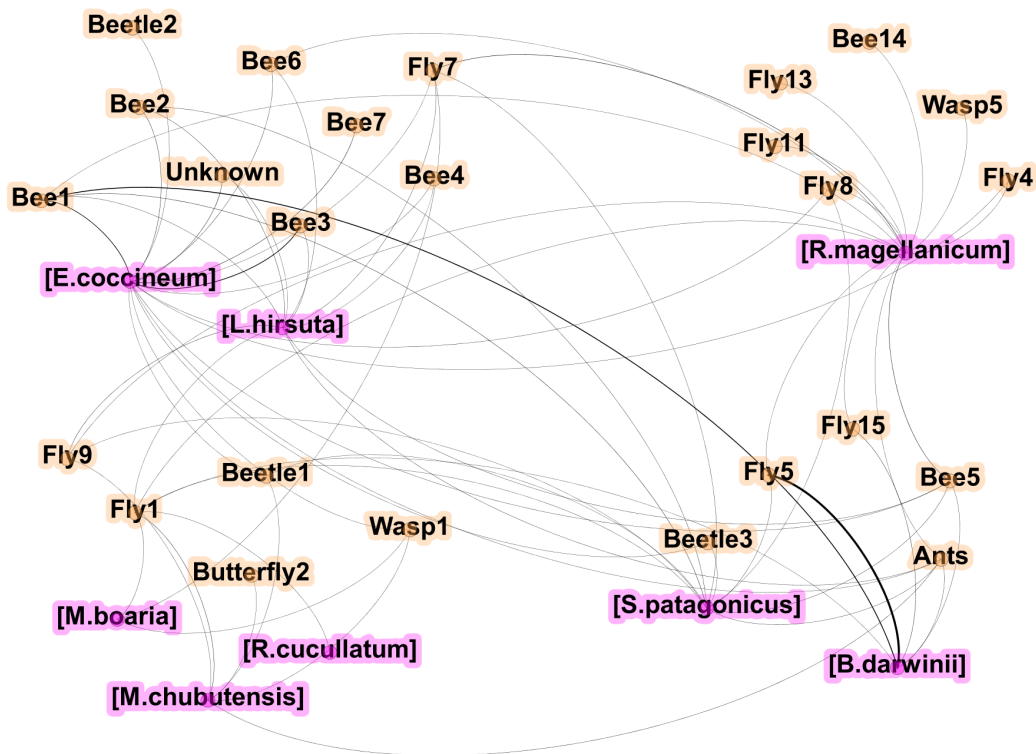 Beetle2
Bee14
Bee6
Fly7
Fly13
Bee2
Wasp5
Bee7
Fly11
Unknown
Bee4
Fly8
Fly4
Bee1
Bee3
[R.magellanicum]
[E.coccineum]
[L.hirsuta]
Fly15
Fly9
Beetle1
Fly5
Bee5
Fly1
Wasp1
Beetle3
Ants
Butterfly2
[M.boaria]
[S.patagonicus]
[R.cucullatum]
[B.darwinii]
[M.chubutensis]